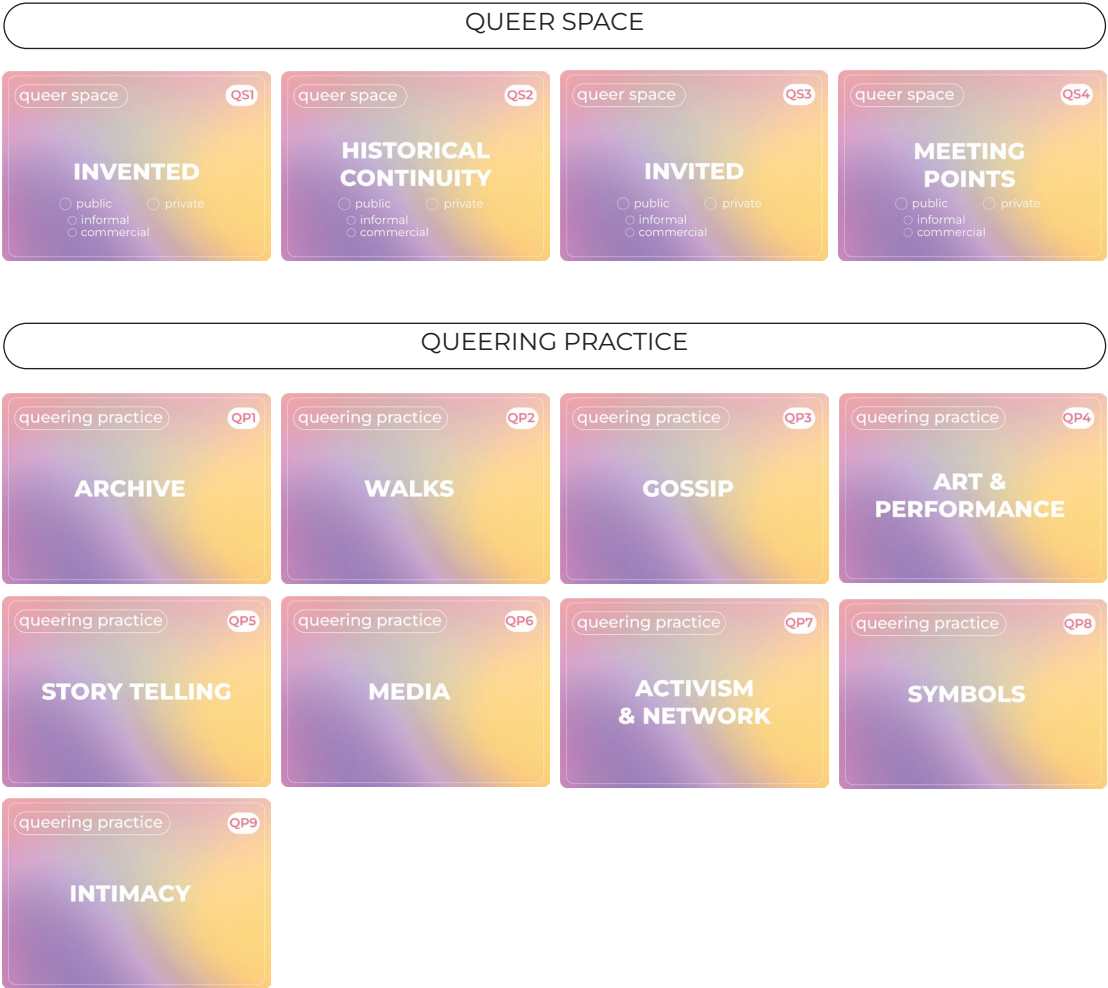 QUEER SPACE
queer space QS1
INVENTED
public private
informal
commercial
queer space QS2
HISTORICAL
CONTINUITY
public private
informal
commercial
queer space QS3
INVITED
public private
informal
commercial
queer space QS4
MEETING
POINTS
public private
informal
commercial
QUEERING PRACTICE
queering practice QP1
ARCHIVE
queering practice QP2
WALKS
queering practice QP3
GOSSIP
queering practice QP4
ART &
PERFORMANCE
queering practice QP5
STORY TELLING
queering practice QP6
MEDIA
queering practice QP7
ACTIVISM
& NETWORK
queering practice QP8
SYMBOLS
queering practice QP9
INTIMACY